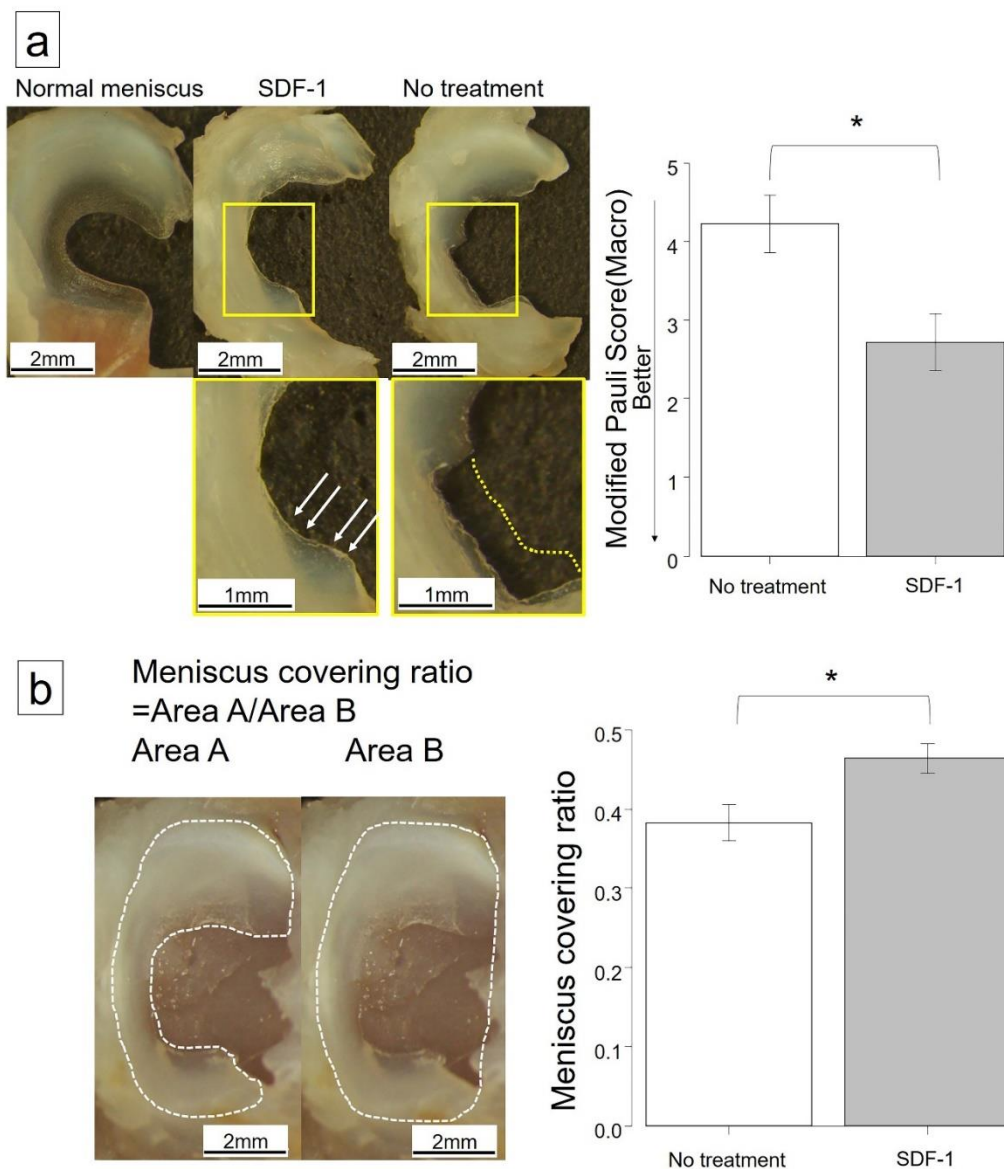 a
Normal meniscus
SDF-1
No treatment
2mm
2mm
2mm
1mm
1mm
*
Modified Pauli Score(Macro)
Better
5
4
3
2
1
0
No treatment
SDF-1
b
Meniscus covering ratio
=Area A/Area B
Area A
Area B
2mm
2mm
*
Meniscus covering ratio
0.5
0.4
0.3
0.2
0.1
0.0
No treatment
SDF-1